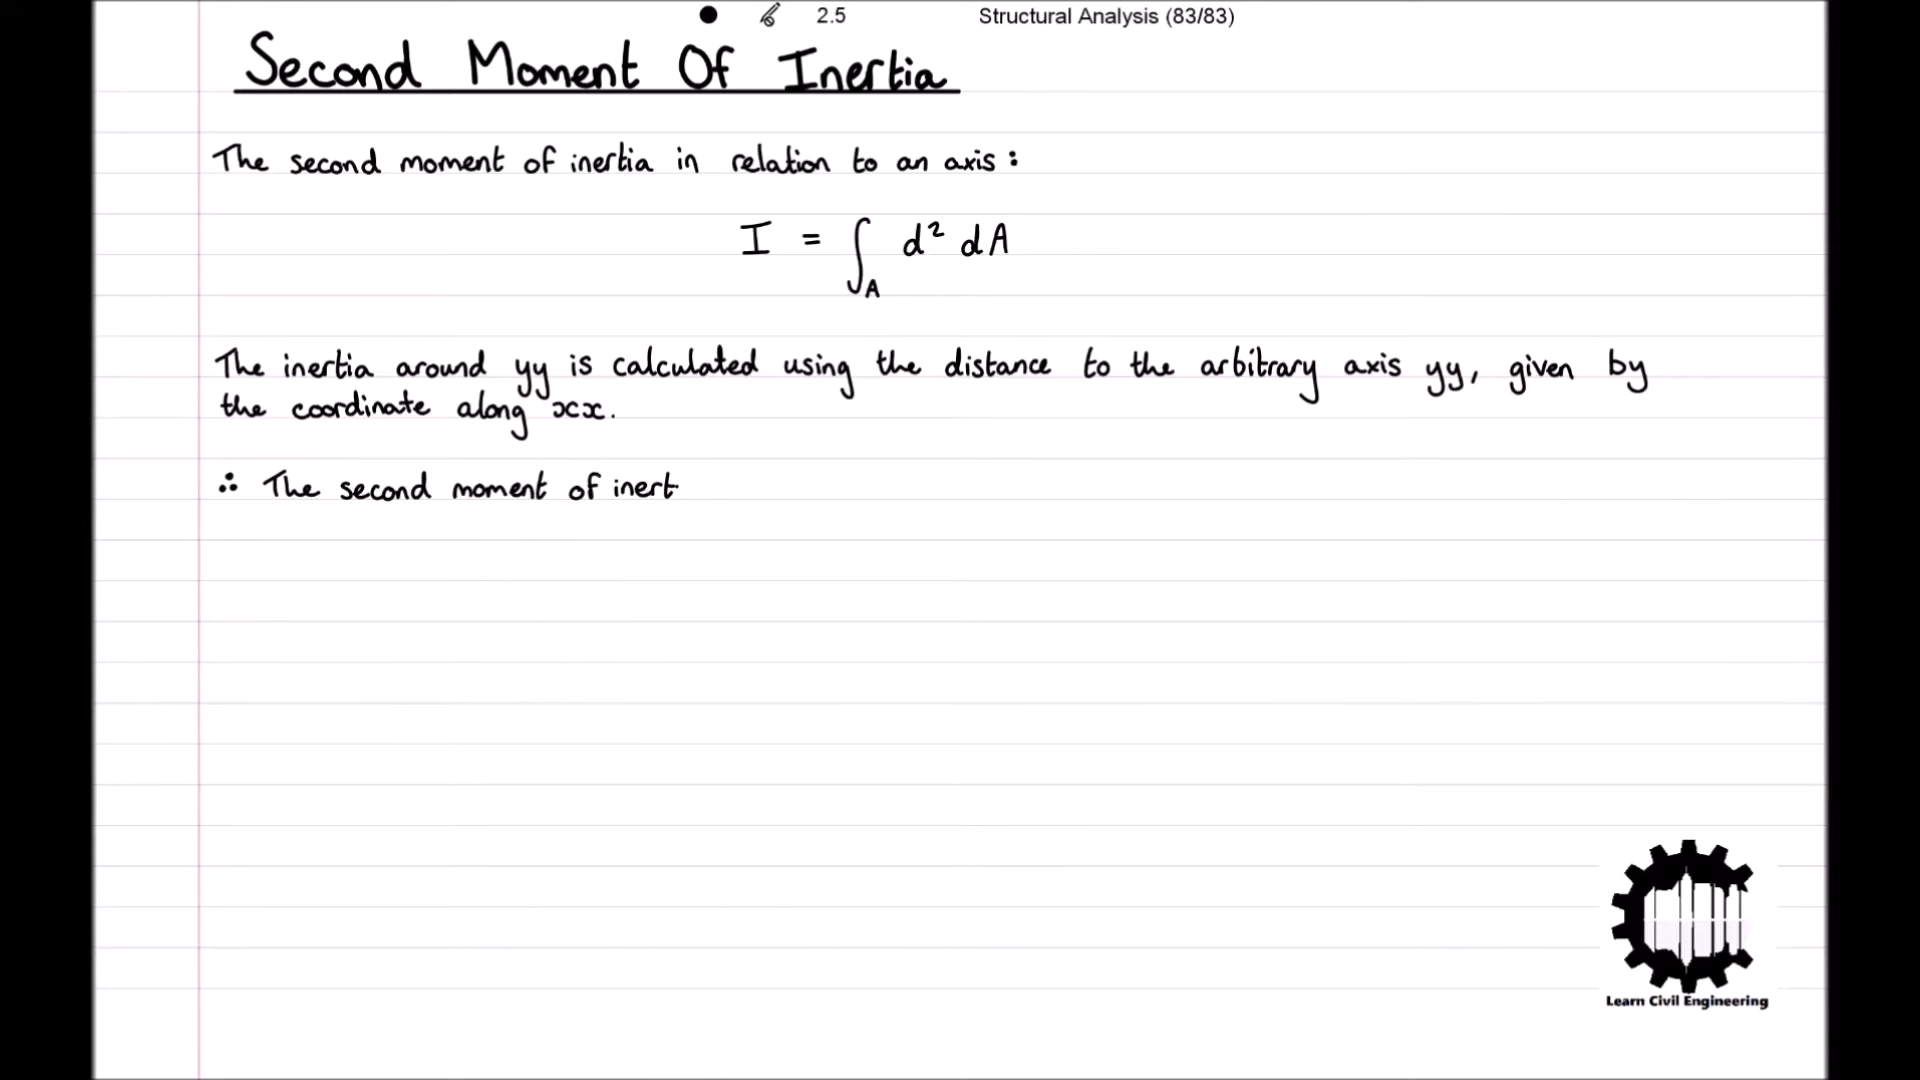 2.5 Structural Analysis (83/83)
Second Moment Of Inertia
The second moment of inertia in relation to an axis:
I = ∫_A d² dA
The inertia around yy is calculated using the distance to the arbitrary axis yy, given by
the coordinate along xx.
∴ The second moment of inert
Learn Civil Engineering